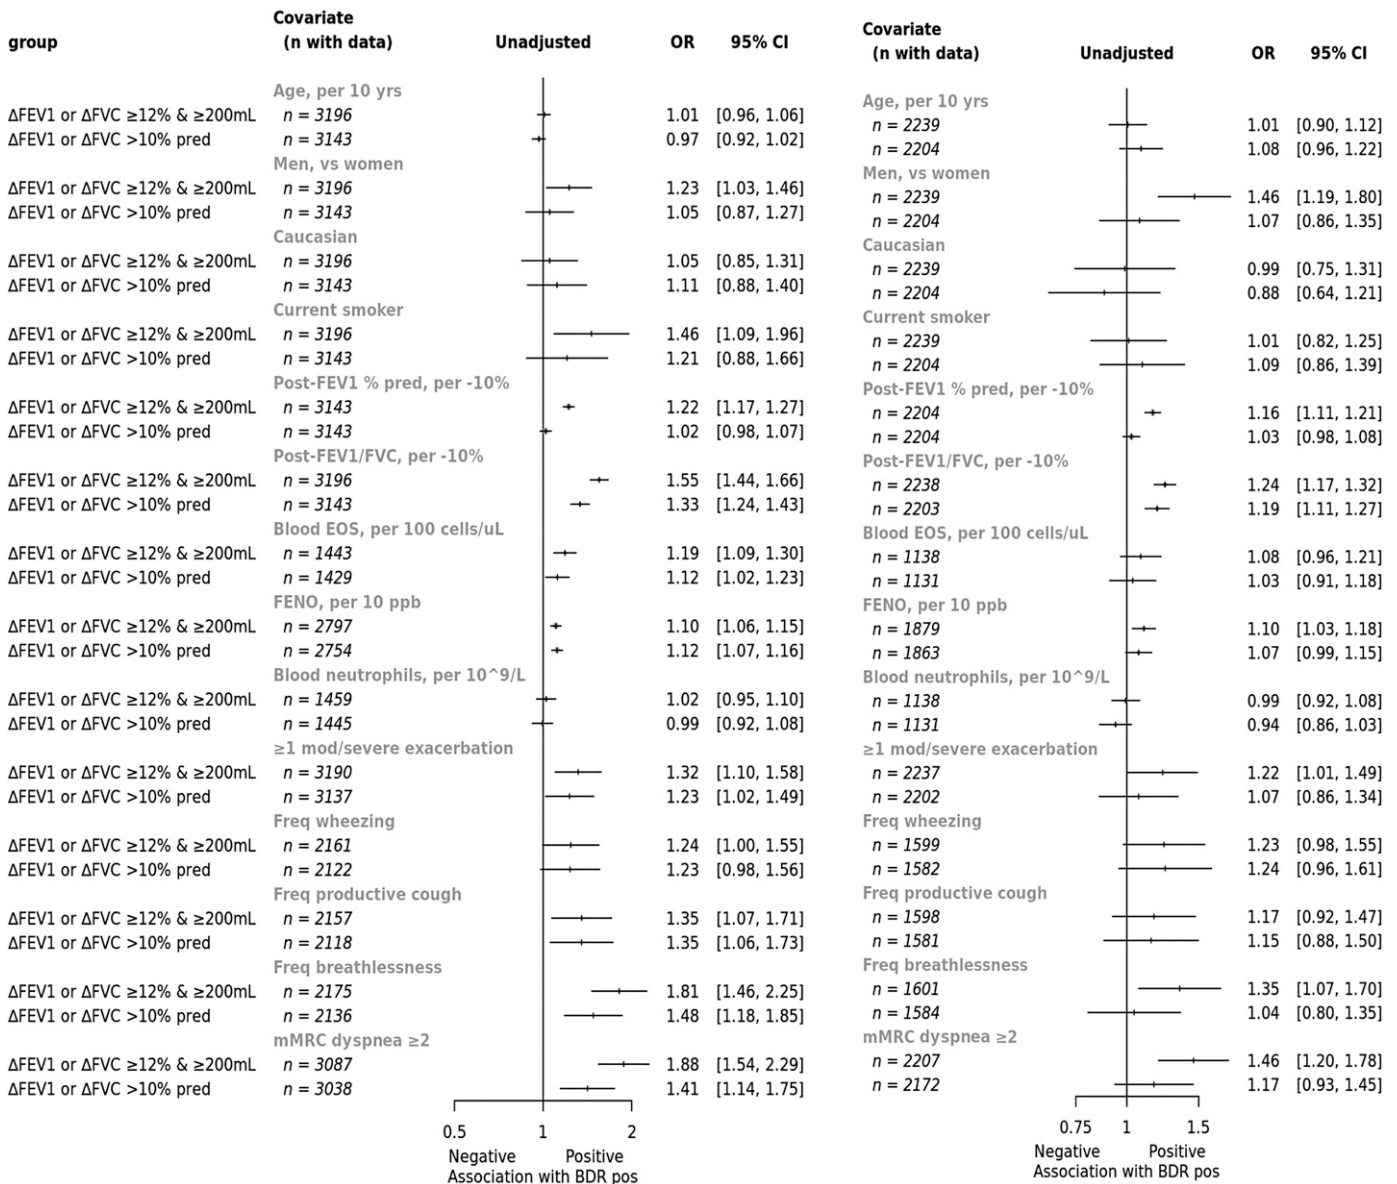 Covariate
group (n with data) Unadjusted OR 95% CI
Age, per 10 yrs
ΔFEV1 or ΔFVC ≥12% & ≥200mL n = 3196 1.01 [0.96, 1.06]
ΔFEV1 or ΔFVC >10% pred n = 3143 0.97 [0.92, 1.02]
Men, vs women
ΔFEV1 or ΔFVC ≥12% & ≥200mL n = 3196 1.23 [1.03, 1.46]
ΔFEV1 or ΔFVC >10% pred n = 3143 1.05 [0.87, 1.27]
Caucasian
ΔFEV1 or ΔFVC ≥12% & ≥200mL n = 3196 1.05 [0.85, 1.31]
ΔFEV1 or ΔFVC >10% pred n = 3143 1.11 [0.88, 1.40]
Current smoker
ΔFEV1 or ΔFVC ≥12% & ≥200mL n = 3196 1.46 [1.09, 1.96]
ΔFEV1 or ΔFVC >10% pred n = 3143 1.21 [0.88, 1.66]
Post-FEV1 % pred, per -10%
ΔFEV1 or ΔFVC ≥12% & ≥200mL n = 3143 1.22 [1.17, 1.27]
ΔFEV1 or ΔFVC >10% pred n = 3143 1.02 [0.98, 1.07]
Post-FEV1/FVC, per -10%
ΔFEV1 or ΔFVC ≥12% & ≥200mL n = 3196 1.55 [1.44, 1.66]
ΔFEV1 or ΔFVC >10% pred n = 3143 1.33 [1.24, 1.43]
Blood EOS, per 100 cells/uL
ΔFEV1 or ΔFVC ≥12% & ≥200mL n = 1443 1.19 [1.09, 1.30]
ΔFEV1 or ΔFVC >10% pred n = 1429 1.12 [1.02, 1.23]
FENO, per 10 ppb
ΔFEV1 or ΔFVC ≥12% & ≥200mL n = 2797 1.10 [1.06, 1.15]
ΔFEV1 or ΔFVC >10% pred n = 2754 1.12 [1.07, 1.16]
Blood neutrophils, per 10^9/L
ΔFEV1 or ΔFVC ≥12% & ≥200mL n = 1459 1.02 [0.95, 1.10]
ΔFEV1 or ΔFVC >10% pred n = 1445 0.99 [0.92, 1.08]
≥1 mod/severe exacerbation
ΔFEV1 or ΔFVC ≥12% & ≥200mL n = 3190 1.32 [1.10, 1.58]
ΔFEV1 or ΔFVC >10% pred n = 3137 1.23 [1.02, 1.49]
Freq wheezing
ΔFEV1 or ΔFVC ≥12% & ≥200mL n = 2161 1.24 [1.00, 1.55]
ΔFEV1 or ΔFVC >10% pred n = 2122 1.23 [0.98, 1.56]
Freq productive cough
ΔFEV1 or ΔFVC ≥12% & ≥200mL n = 2157 1.35 [1.07, 1.71]
ΔFEV1 or ΔFVC >10% pred n = 2118 1.35 [1.06, 1.73]
Freq breathlessness
ΔFEV1 or ΔFVC ≥12% & ≥200mL n = 2175 1.81 [1.46, 2.25]
ΔFEV1 or ΔFVC >10% pred n = 2136 1.48 [1.18, 1.85]
mMRC dyspnea ≥2
ΔFEV1 or ΔFVC ≥12% & ≥200mL n = 3087 1.88 [1.54, 2.29]
ΔFEV1 or ΔFVC >10% pred n = 3038 1.41 [1.14, 1.75]
0.5 1 2
Negative Positive
Association with BDR pos
Covariate
(n with data) Unadjusted OR 95% CI
Age, per 10 yrs
n = 2239 1.01 [0.90, 1.12]
n = 2204 1.08 [0.96, 1.22]
Men, vs women
n = 2239 1.46 [1.19, 1.80]
n = 2204 1.07 [0.86, 1.35]
Caucasian
n = 2239 0.99 [0.75, 1.31]
n = 2204 0.88 [0.64, 1.21]
Current smoker
n = 2239 1.01 [0.82, 1.25]
n = 2204 1.09 [0.86, 1.39]
Post-FEV1 % pred, per -10%
n = 2204 1.16 [1.11, 1.21]
n = 2204 1.03 [0.98, 1.08]
Post-FEV1/FVC, per -10%
n = 2238 1.24 [1.17, 1.32]
n = 2203 1.19 [1.11, 1.27]
Blood EOS, per 100 cells/uL
n = 1138 1.08 [0.96, 1.21]
n = 1131 1.03 [0.91, 1.18]
FENO, per 10 ppb
n = 1879 1.10 [1.03, 1.18]
n = 1863 1.07 [0.99, 1.15]
Blood neutrophils, per 10^9/L
n = 1138 0.99 [0.92, 1.08]
n = 1131 0.94 [0.86, 1.03]
≥1 mod/severe exacerbation
n = 2237 1.22 [1.01, 1.49]
n = 2202 1.07 [0.86, 1.34]
Freq wheezing
n = 1599 1.23 [0.98, 1.55]
n = 1582 1.24 [0.96, 1.61]
Freq productive cough
n = 1598 1.17 [0.92, 1.47]
n = 1581 1.15 [0.88, 1.50]
Freq breathlessness
n = 1601 1.35 [1.07, 1.70]
n = 1584 1.04 [0.80, 1.35]
mMRC dyspnea ≥2
n = 2207 1.46 [1.20, 1.78]
n = 2172 1.17 [0.93, 1.45]
0.75 1 1.5
Negative Positive
Association with BDR pos